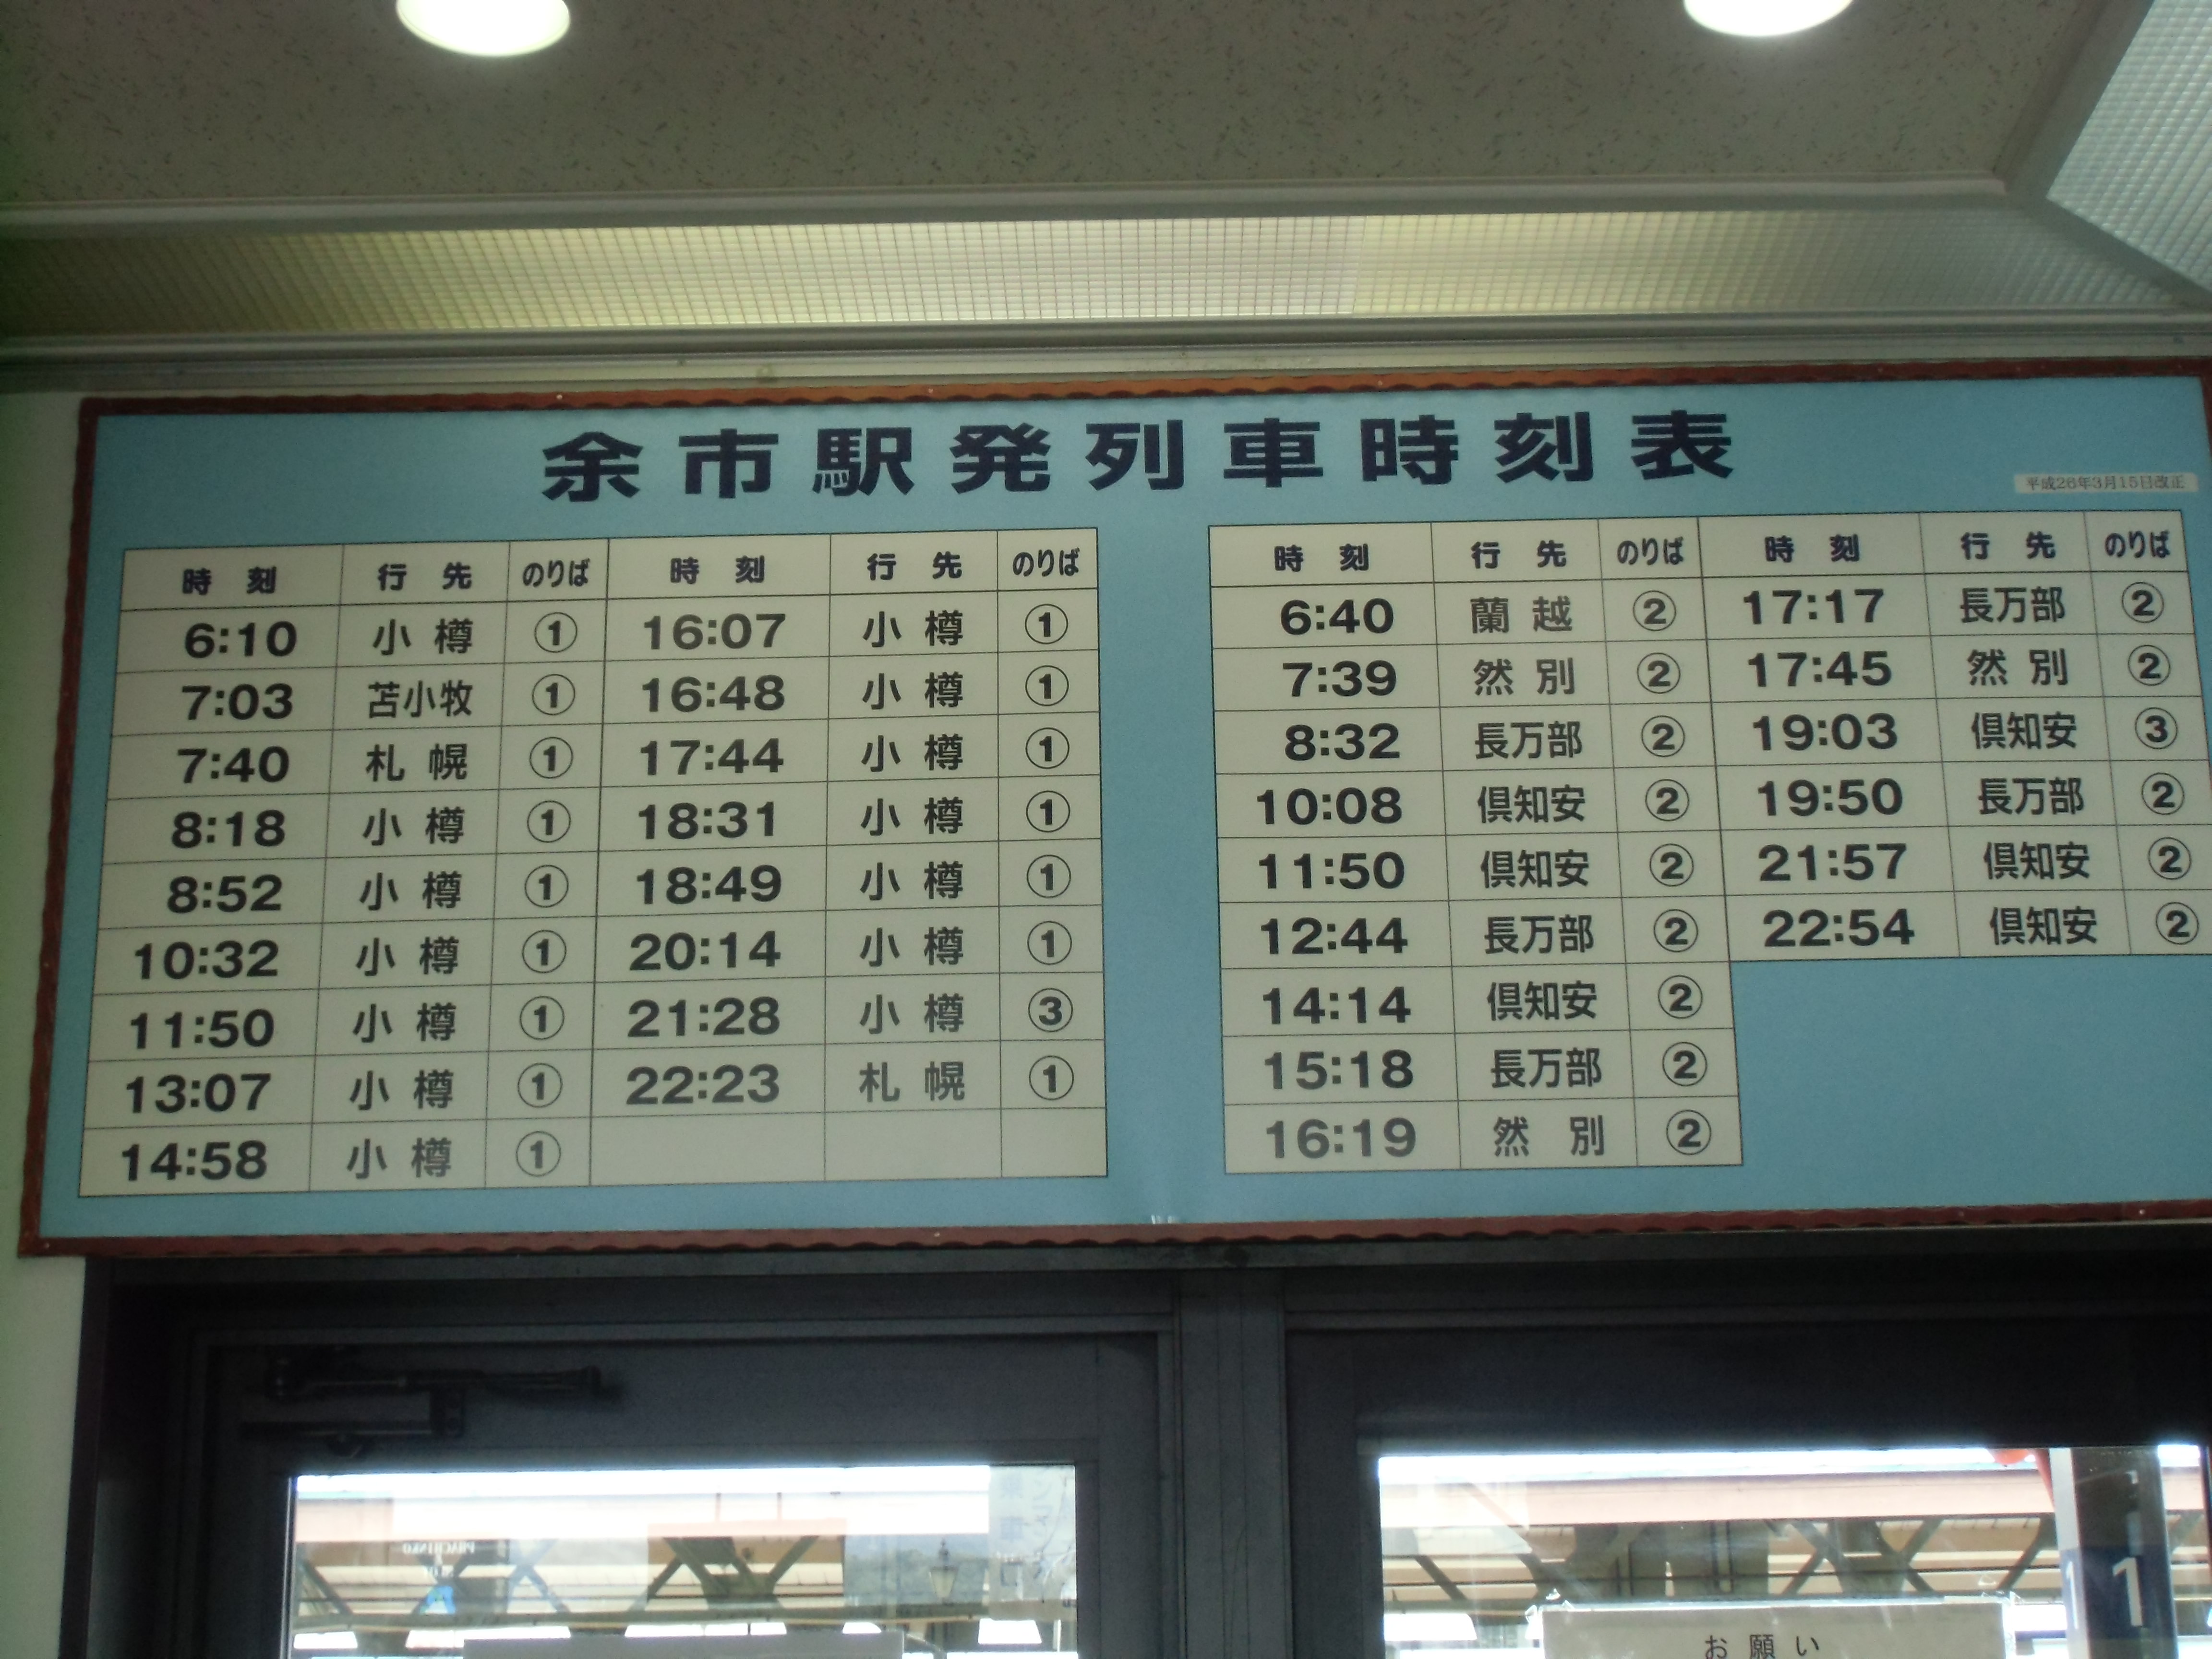 余市駅発列車時刻表
平成26年3月15日改正
時刻 行先 のりば 時刻 行先 のりば
6:10 小樽 ① 16:07 小樽 ①
7:03 苫小牧 ① 16:48 小樽 ①
7:40 札幌 ① 17:44 小樽 ①
8:18 小樽 ① 18:31 小樽 ①
8:52 小樽 ① 18:49 小樽 ①
10:32 小樽 ① 20:14 小樽 ①
11:50 小樽 ① 21:28 小樽 ③
13:07 小樽 ① 22:23 札幌 ①
14:58 小樽 ①
時刻 行先 のりば 時刻 行先 のりば
6:40 蘭越 ② 17:17 長万部 ②
7:39 然別 ② 17:45 然別 ②
8:32 長万部 ② 19:03 倶知安 ③
10:08 倶知安 ② 19:50 長万部 ②
11:50 倶知安 ② 21:57 倶知安 ②
12:44 長万部 ② 22:54 倶知安 ②
14:14 倶知安 ②
15:18 長万部 ②
16:19 然別 ②
1 1
お願い